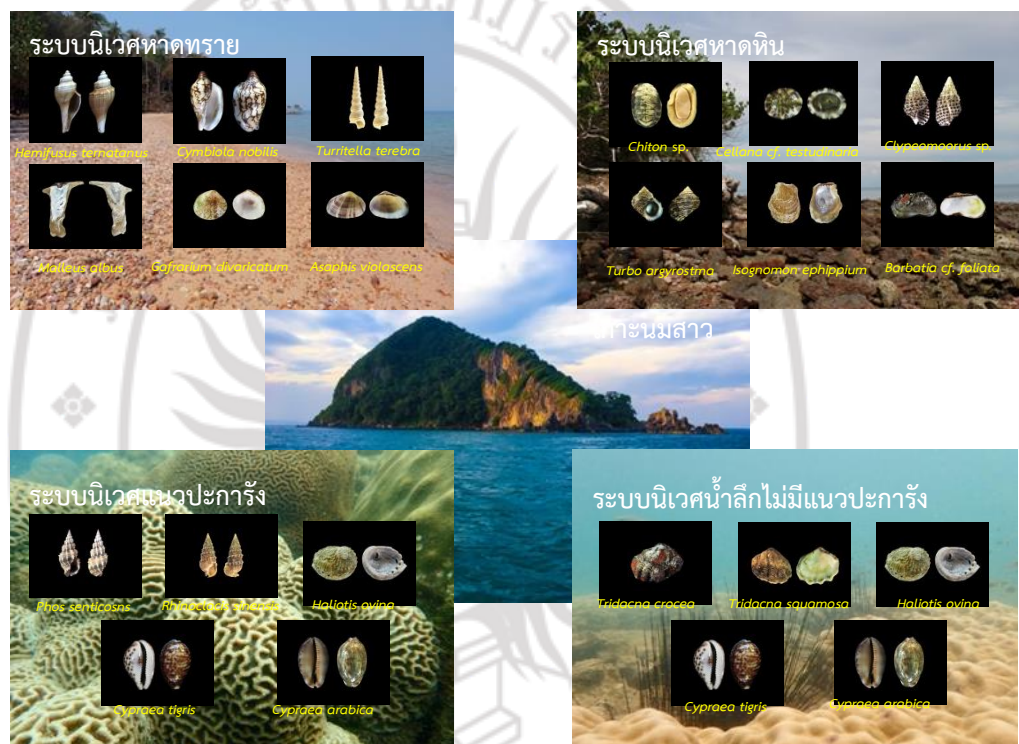 ระบบนิเวศหาดทราย
Hemifusus ternatanus
Cymbiola nobilis
Turritella terebra
Malleus albus
Gafrarium divaricatum
Asaphis violascens
ระบบนิเวศหาดหิน
Chiton sp.
Cellana cf. testudinaria
Clypeomoorus sp.
Turbo argyrostma
Isognomon ephippium
Barbatia cf. foliata
เกาะนมสาว
ระบบนิเวศแนวปะการัง
Phos senticosns
Rhinoclavis sinensis
Haliotis ovina
Cypraea tigris
Cypraea arabica
ระบบนิเวศน้ำลึกไม่มีแนวปะการัง
Tridacna crocea
Tridacna squamosa
Haliotis ovina
Cypraea tigris
Cypraea arabica